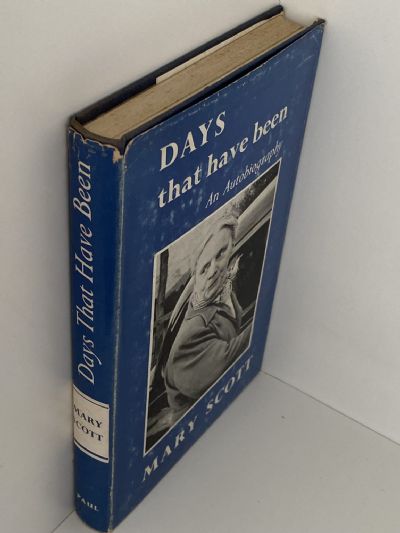 DAYS
that have been
An Autobiography
MARY SCOTT
Days That Have Been
MARY
SCOTT
PAUL